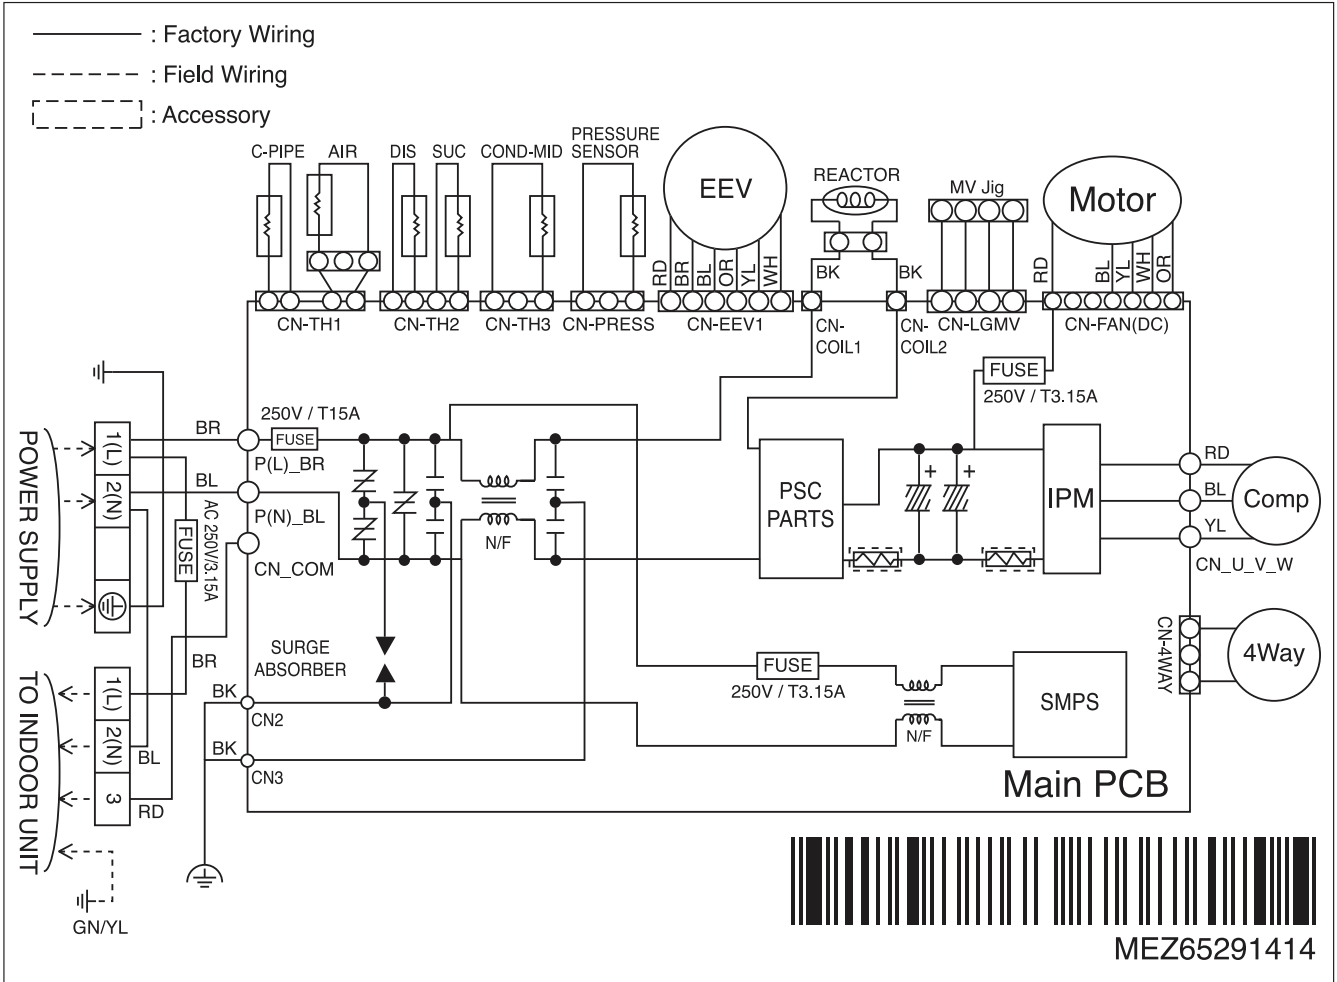 : Factory Wiring
: Field Wiring
: Accessory
C-PIPE
AIR
DIS
SUC
COND-MID
PRESSURE
SENSOR
EEV
REACTOR
MV Jig
Motor
RD
BR
BL
OR
YL
WH
BK
BK
RD
BL
YL
WH
OR
CN-TH1
CN-TH2
CN-TH3
CN-PRESS
CN-EEV1
CN-
COIL1
CN-
COIL2
CN-LGMV
CN-FAN(DC)
FUSE
250V / T3.15A
POWER SUPPLY
1(L)
2(N)
BR
BL
FUSE
AC 250V/3.15A
250V / T15A
FUSE
P(L)_BR
P(N)_BL
CN_COM
N/F
PSC
PARTS
+
+
IPM
RD
BL
YL
Comp
CN_U_V_W
SURGE
ABSORBER
BR
BK
CN2
BK
CN3
FUSE
250V / T3.15A
N/F
SMPS
CN-4WAY
4Way
Main PCB
TO INDOOR UNIT
1(L)
2(N)
3
BL
RD
GN/YL
MEZ65291414